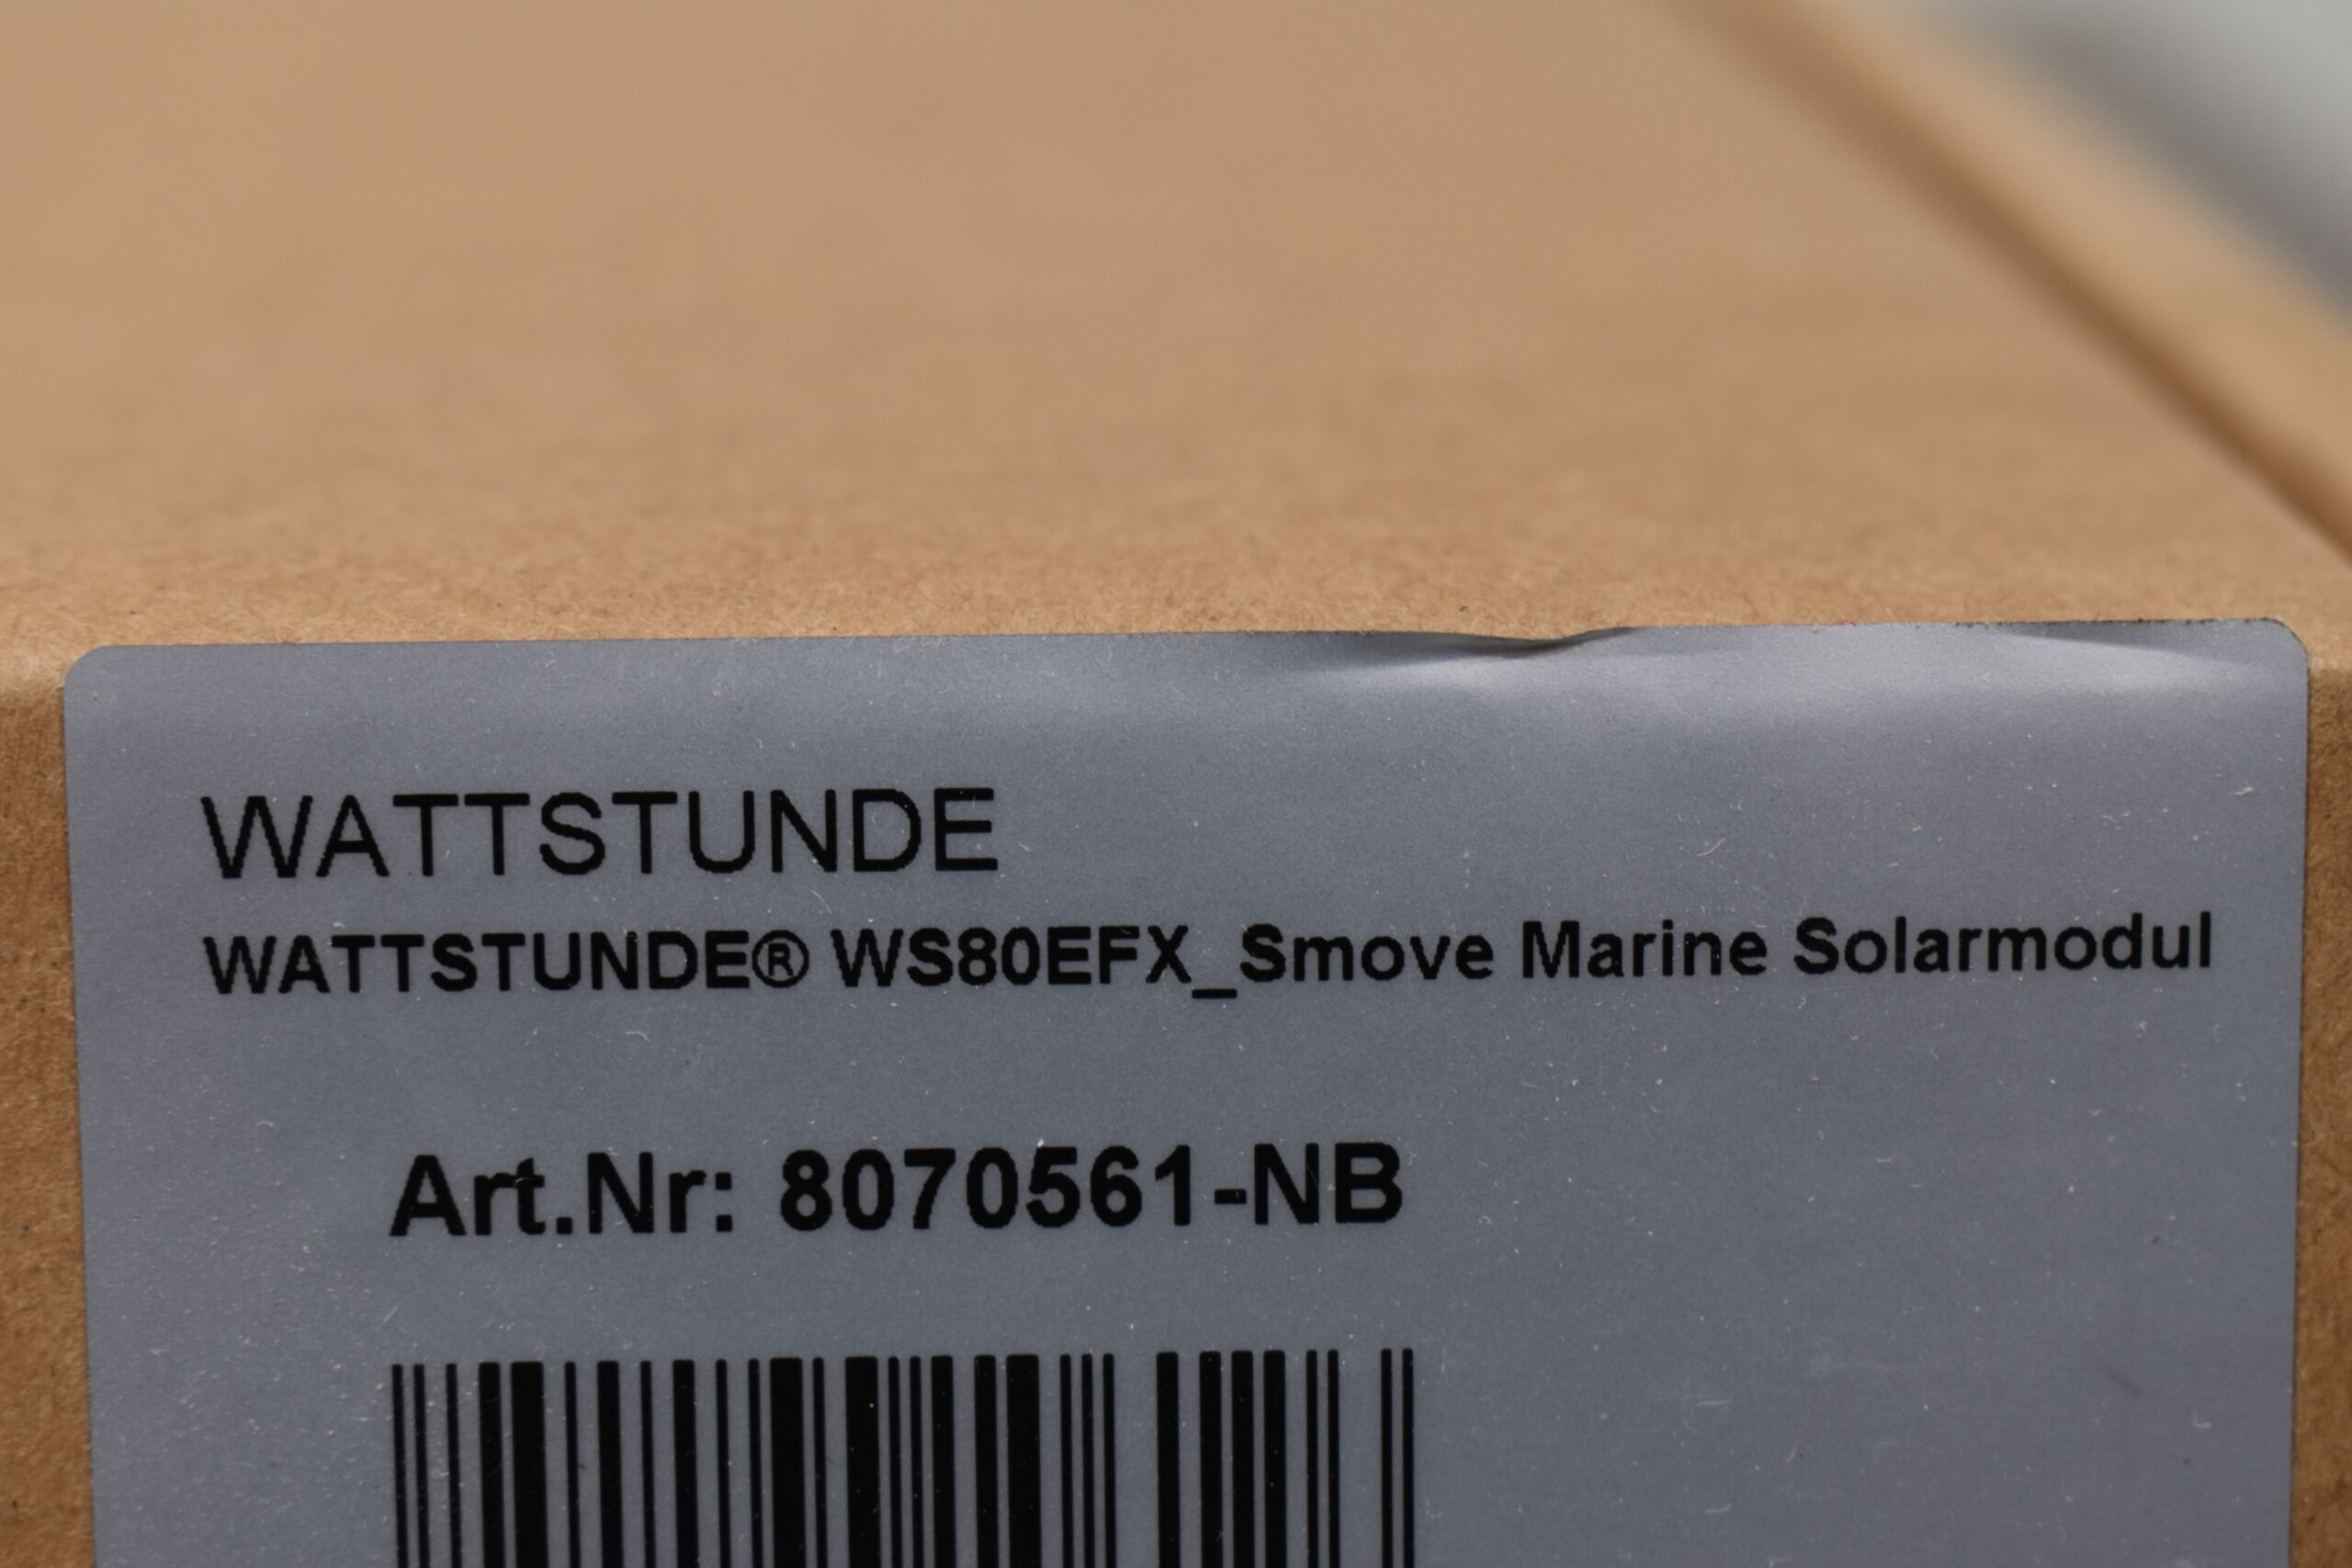 WATTSTUNDE
WATTSTUNDE® WS80EFX_Smove Marine Solarmodul
Art.Nr: 8070561-NB